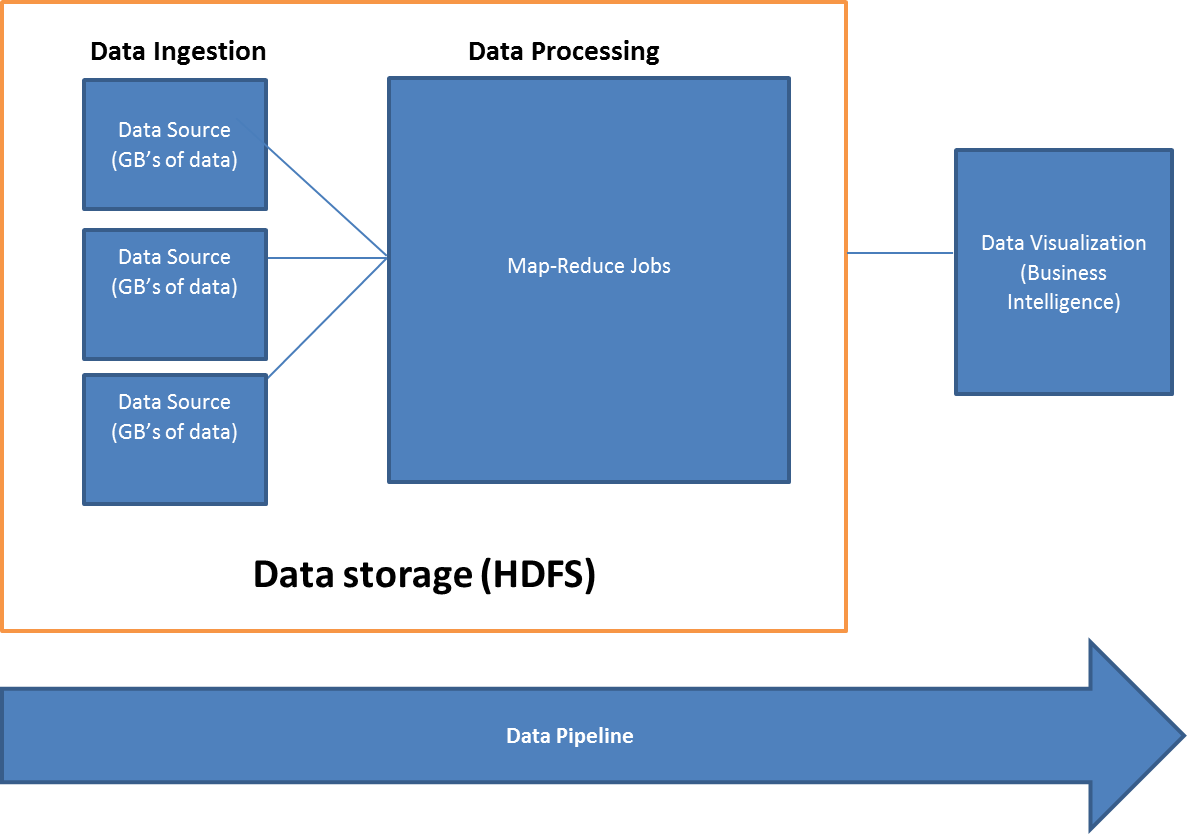 Data Ingestion
Data Processing
Data Source
(GB’s of data)
Data Source
(GB’s of data)
Data Source
(GB’s of data)
Map-Reduce Jobs
Data Visualization
(Business
Intelligence)
Data storage (HDFS)
Data Pipeline